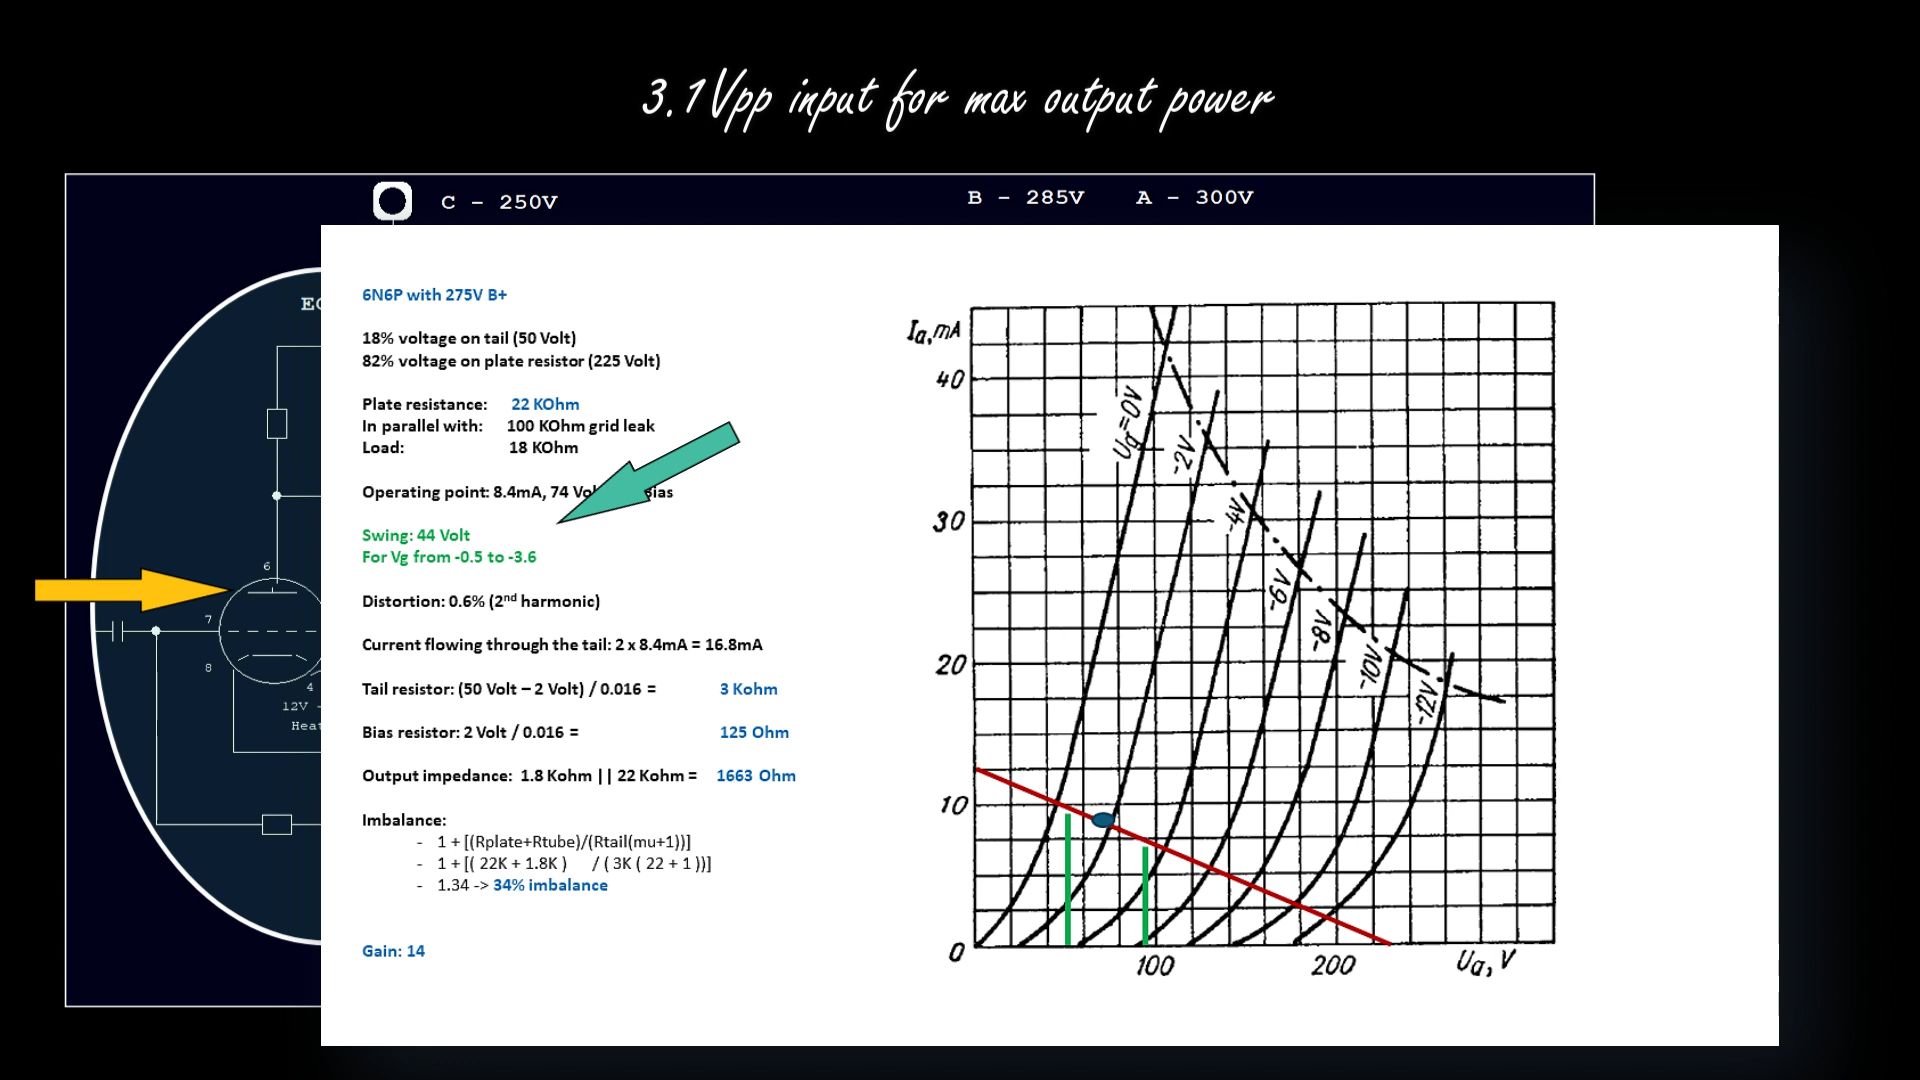 3.1Vpp input for max output power
C - 250V
B - 285V A - 300V
6N6P with 275V B+
18% voltage on tail (50 Volt)
82% voltage on plate resistor (225 Volt)
Plate resistance: 22 KOhm
In parallel with: 100 KOhm grid leak
Load: 18 KOhm
Operating point: 8.4mA, 74
Swing: 44 Volt
For Vg from -0.5 to -3.6
Distortion: 0.6% (2nd harmonic)
Current flowing through the tail: 2 x 8.4mA = 16.8mA
Tail resistor: (50 Volt – 2 Volt) / 0.016 = 3 Kohm
Bias resistor: 2 Volt / 0.016 = 125 Ohm
Output impedance: 1.8 Kohm || 22 Kohm = 1663 Ohm
Imbalance:
- 1 + [(Rplate+Rtube)/(Rtail(mu+1))]
- 1 + [( 22K + 1.8K ) / ( 3K ( 22 + 1 ))]
- 1.34 -> 34% imbalance
Gain: 14
6
7
8
4
12V
Ia, mA
40
30
20
10
0
100
200
Ua, V
Ug=0V
-2V
-4V
-6V
-8V
-10V
-12V